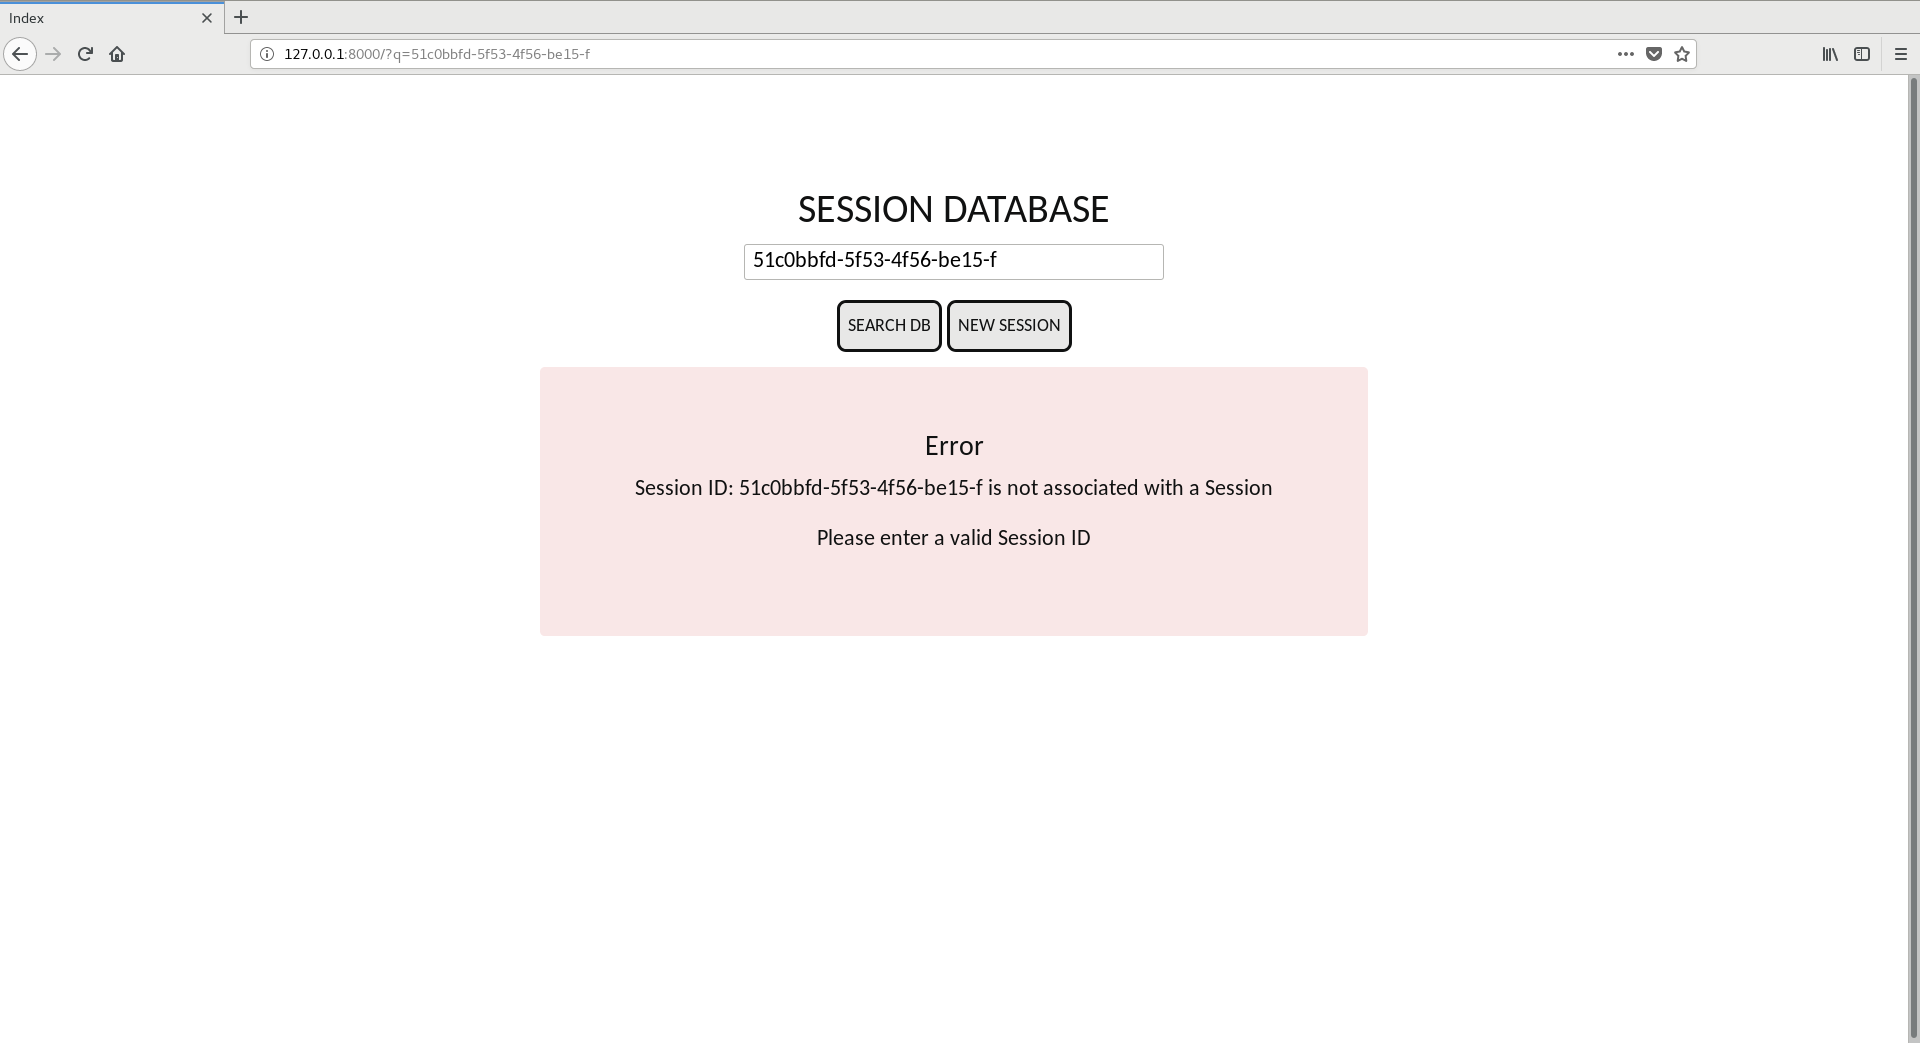 Index
127.0.0.1:8000/?q=51c0bbfd-5f53-4f56-be15-f
SESSION DATABASE
51c0bbfd-5f53-4f56-be15-f
SEARCH DB NEW SESSION
Error
Session ID: 51c0bbfd-5f53-4f56-be15-f is not associated with a Session
Please enter a valid Session ID